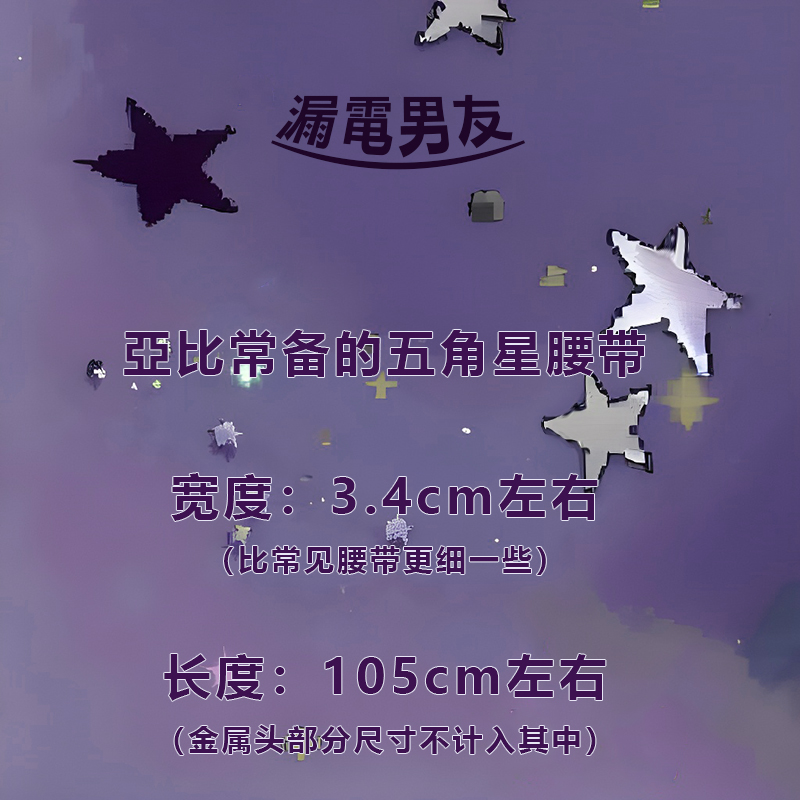 漏電男友
亞比常备的五角星腰带
宽度：3.4cm左右
（比常见腰带更细一些）
长度：105cm左右
（金属头部分尺寸不计入其中）